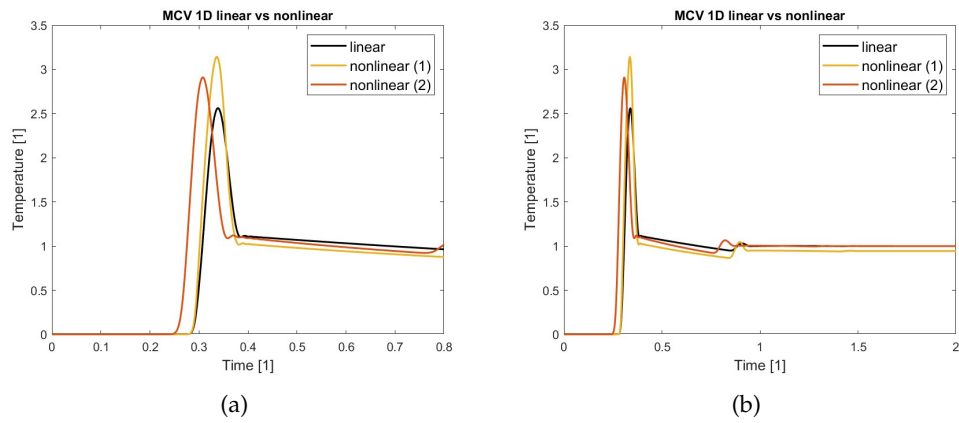 MCV 1D linear vs nonlinear
3.5
3
2.5
2
1.5
1
0.5
0
Temperature [1]
linear
nonlinear (1)
nonlinear (2)
0 0.1 0.2 0.3 0.4 0.5 0.6 0.7 0.8
Time [1]
(a)
MCV 1D linear vs nonlinear
3.5
3
2.5
2
1.5
1
0.5
0
Temperature [1]
linear
nonlinear (1)
nonlinear (2)
0 0.5 1 1.5 2
Time [1]
(b)